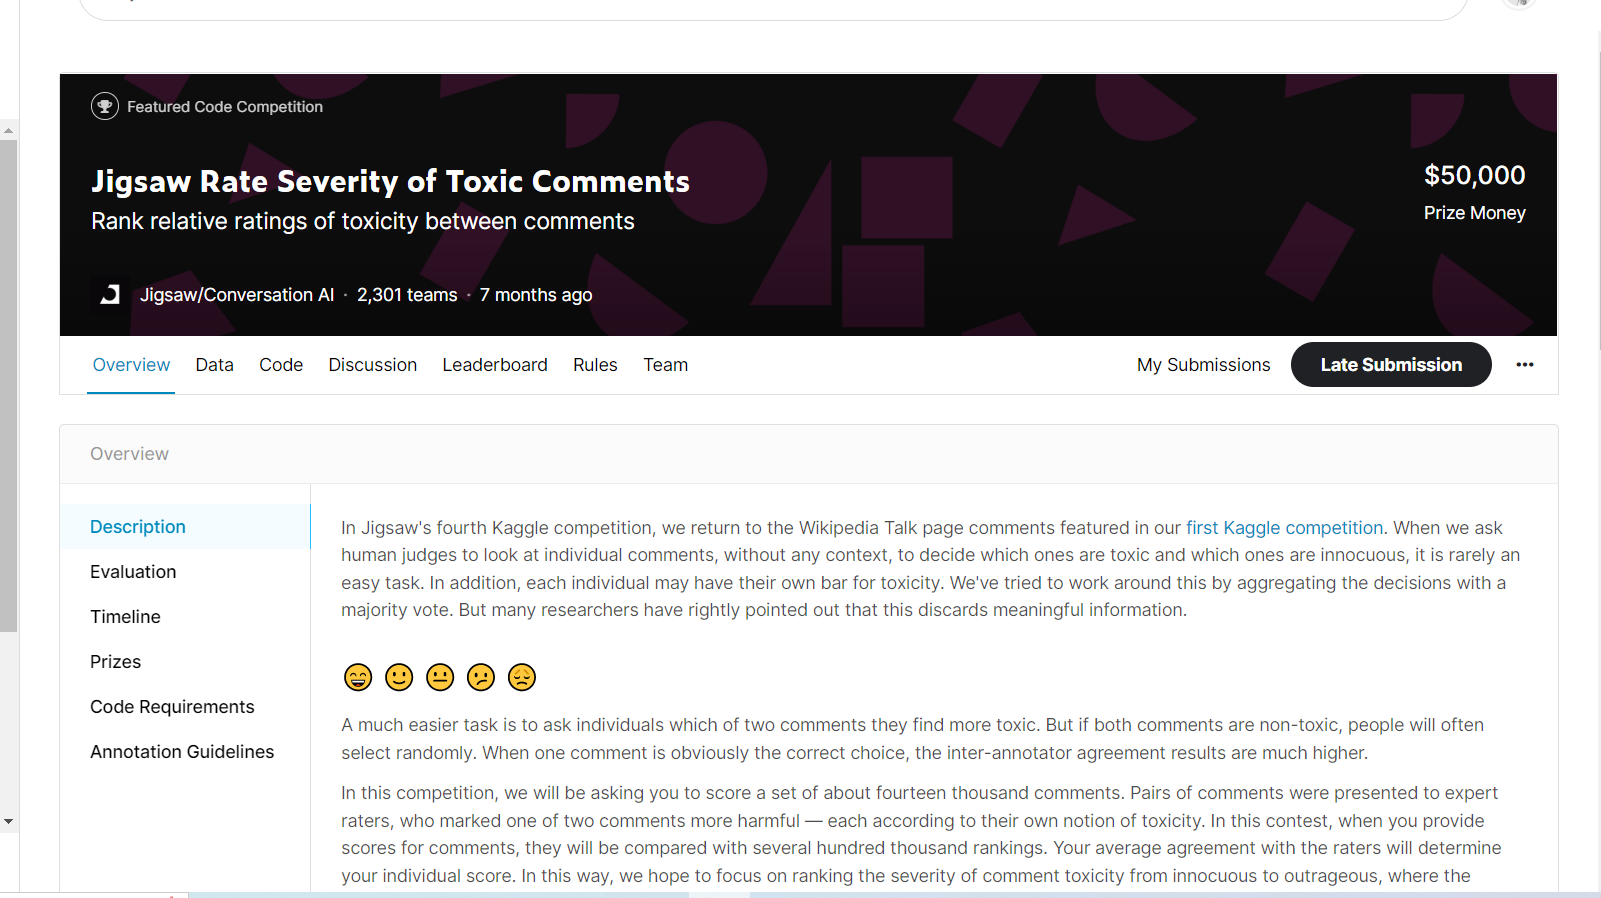 Featured Code Competition
Jigsaw Rate Severity of Toxic Comments
Rank relative ratings of toxicity between comments
$50,000
Prize Money
Jigsaw/Conversation AI · 2,301 teams · 7 months ago
Overview Data Code Discussion Leaderboard Rules Team My Submissions Late Submission
Overview
Description
Evaluation
Timeline
Prizes
Code Requirements
Annotation Guidelines
In Jigsaw's fourth Kaggle competition, we return to the Wikipedia Talk page comments featured in our first Kaggle competition. When we ask
human judges to look at individual comments, without any context, to decide which ones are toxic and which ones are innocuous, it is rarely an
easy task. In addition, each individual may have their own bar for toxicity. We've tried to work around this by aggregating the decisions with a
majority vote. But many researchers have rightly pointed out that this discards meaningful information.
A much easier task is to ask individuals which of two comments they find more toxic. But if both comments are non-toxic, people will often
select randomly. When one comment is obviously the correct choice, the inter-annotator agreement results are much higher.
In this competition, we will be asking you to score a set of about fourteen thousand comments. Pairs of comments were presented to expert
raters, who marked one of two comments more harmful — each according to their own notion of toxicity. In this contest, when you provide
scores for comments, they will be compared with several hundred thousand rankings. Your average agreement with the raters will determine
your individual score. In this way, we hope to focus on ranking the severity of comment toxicity from innocuous to outrageous, where the